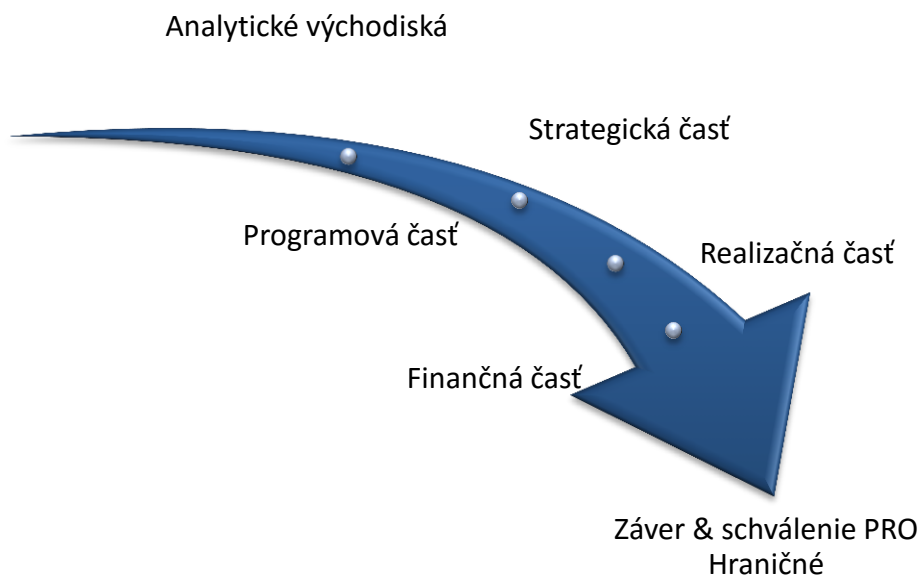 Analytické východiská
Strategická časť
Programová časť
Realizačná časť
Finančná časť
Záver & schválenie PRO
Hraničné